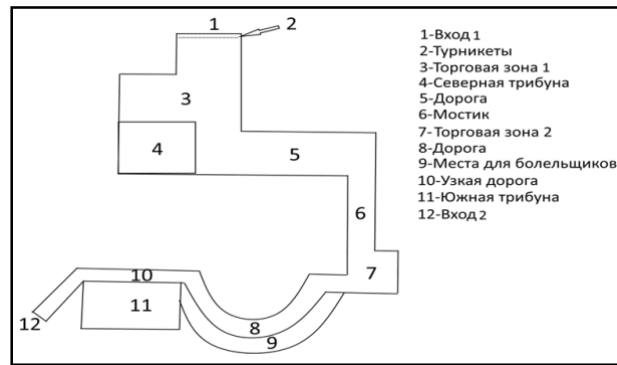 1
2
3
4
5
6
7
10
11
12
8
9
1-Вход 1
2-Турникеты
3-Торговая зона 1
4-Северная трибуна
5-Дорога
6-Мостик
7-Торговая зона 2
8-Дорога
9-Места для болельщиков
10-Узкая дорога
11-Южная трибуна
12-Вход 2